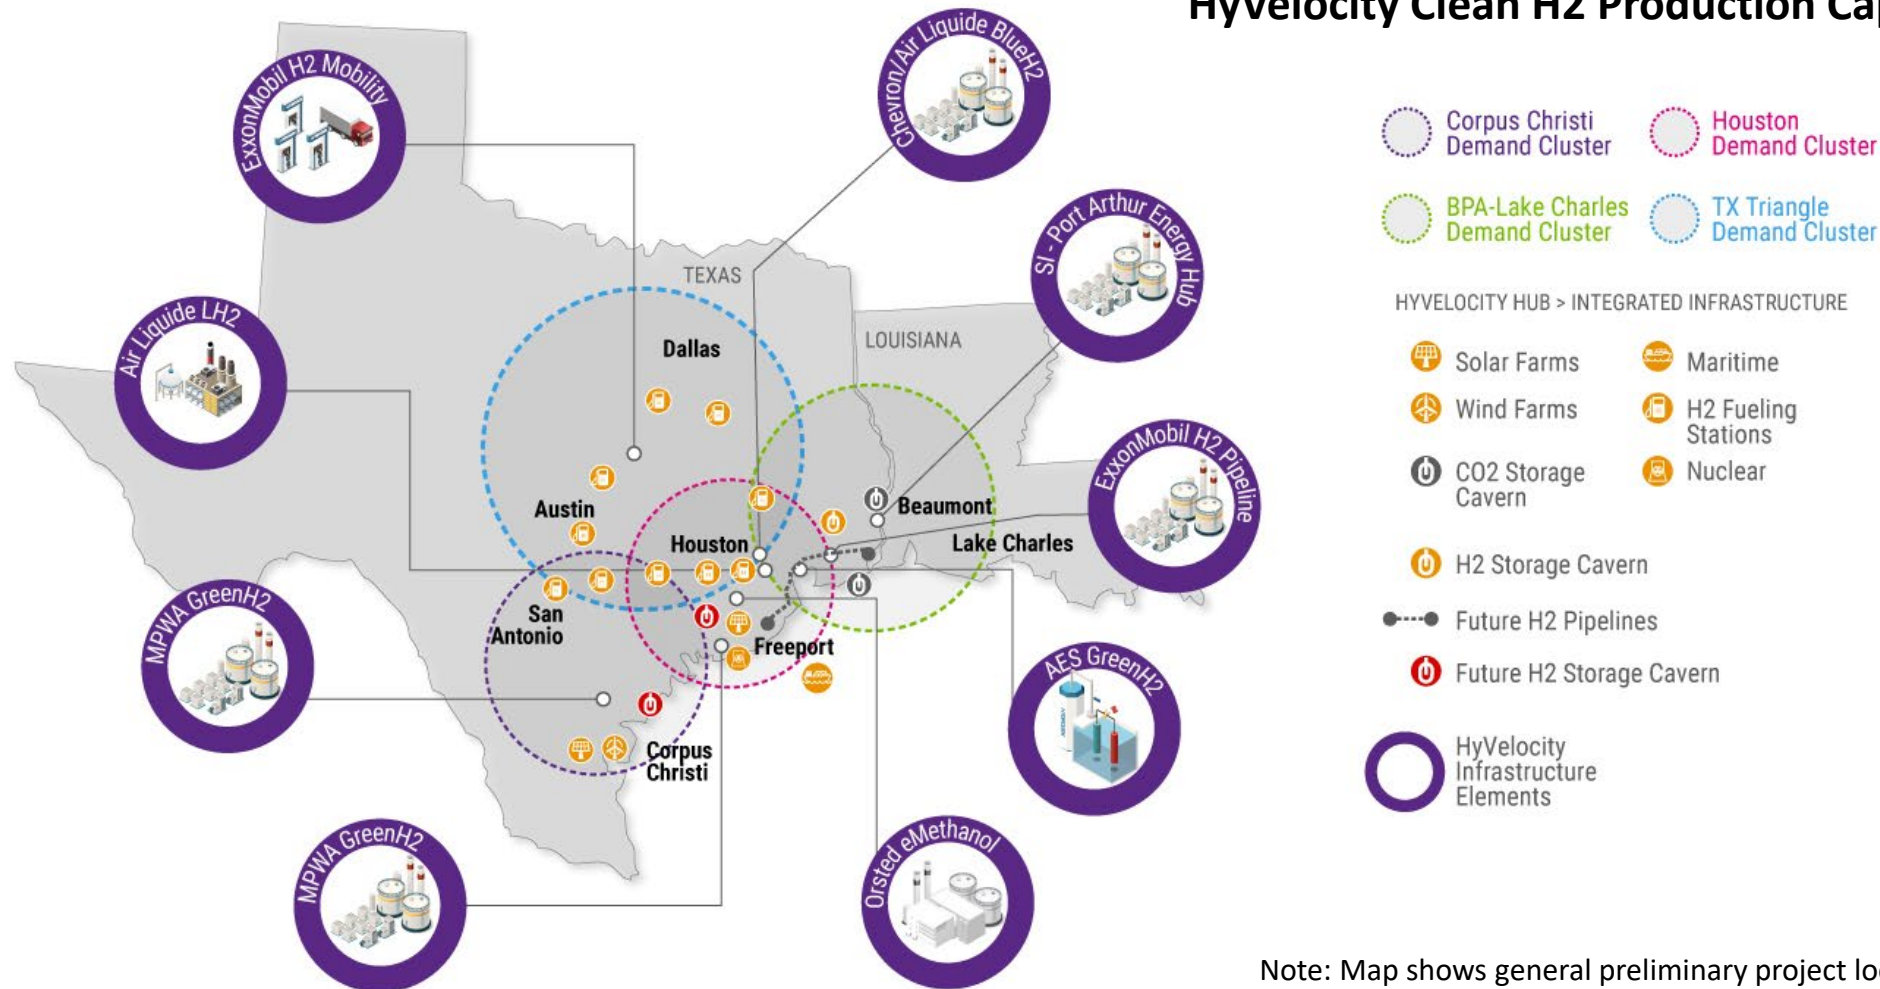 HyVelocity Clean H2 Production Cap
ExxonMobil H2 Mobility
Chevron/Air Liquide BlueH2
SI - Port Arthur Energy Hub
Air Liquide LH2
ExxonMobil H2 Pipeline
MPWA GreenH2
AES GreenH2
MPWA GreenH2
Orsted eMethanol
TEXAS
LOUISIANA
Dallas
Austin
Beaumont
Houston
Lake Charles
San
Antonio
Freeport
Corpus
Christi
Corpus Christi
Demand Cluster
Houston
Demand Cluster
BPA-Lake Charles
Demand Cluster
TX Triangle
Demand Cluster
HYVELOCITY HUB > INTEGRATED INFRASTRUCTURE
Solar Farms
Maritime
Wind Farms
H2 Fueling
Stations
CO2 Storage
Cavern
Nuclear
H2 Storage Cavern
Future H2 Pipelines
Future H2 Storage Cavern
HyVelocity
Infrastructure
Elements
Note: Map shows general preliminary project loc